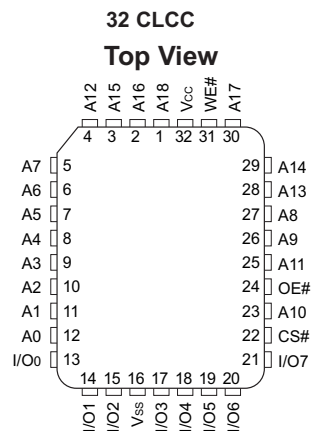 32 CLCC
Top View
A12 A15 A16 A18 Vcc WE# A17
4 3 2 1 32 31 30
A7 5 29 A14
A6 6 28 A13
A5 7 27 A8
A4 8 26 A9
A3 9 25 A11
A2 10 24 OE#
A1 11 23 A10
A0 12 22 CS#
I/O0 13 21 I/O7
14 15 16 17 18 19 20
I/O1 I/O2 Vss I/O3 I/O4 I/O5 I/O6